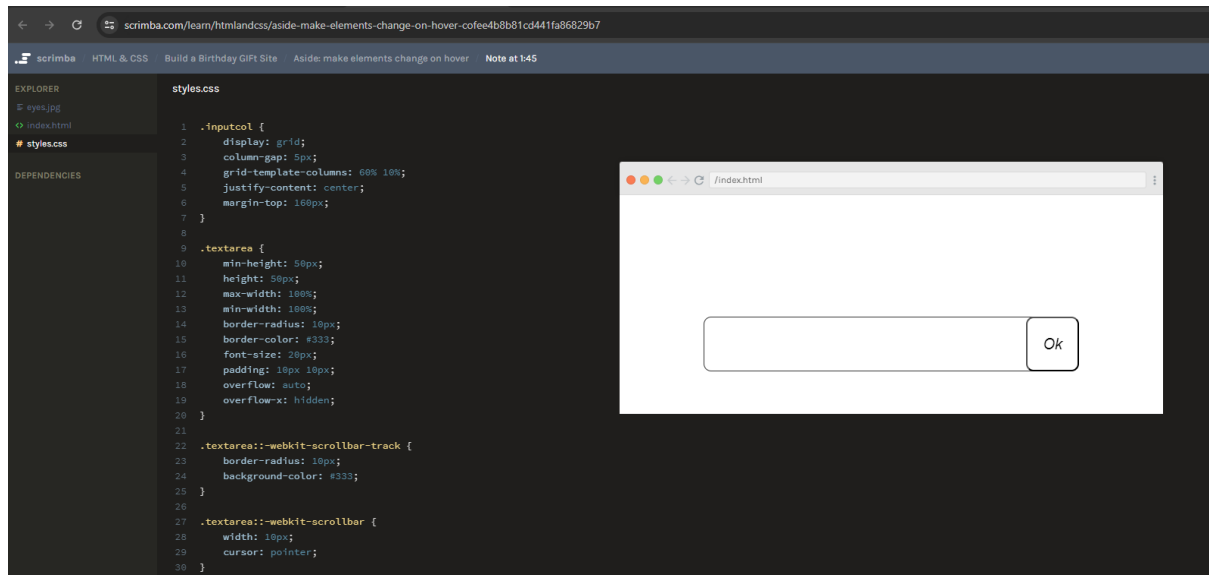 scrimba.com/learn/htmlandcss/aside-make-elements-change-on-hover-cofee4b8b81cd441fa86829b7
scrimba / HTML & CSS / Build a Birthday GIFt Site / Aside: make elements change on hover / Note at 1:45
EXPLORER
eyes.jpg
<> index.html
# styles.css
DEPENDENCIES
styles.css
1 .inputcol {
2 display: grid;
3 column-gap: 5px;
4 grid-template-columns: 60% 10%;
5 justify-content: center;
6 margin-top: 160px;
7 }
8
9 .textarea {
10 min-height: 50px;
11 height: 50px;
12 max-width: 100%;
13 min-width: 100%;
14 border-radius: 10px;
15 border-color: #333;
16 font-size: 20px;
17 padding: 10px 10px;
18 overflow: auto;
19 overflow-x: hidden;
20 }
21
22 .textarea::-webkit-scrollbar-track {
23 border-radius: 10px;
24 background-color: #333;
25 }
26
27 .textarea::-webkit-scrollbar {
28 width: 10px;
29 cursor: pointer;
30 }
/index.html
Ok